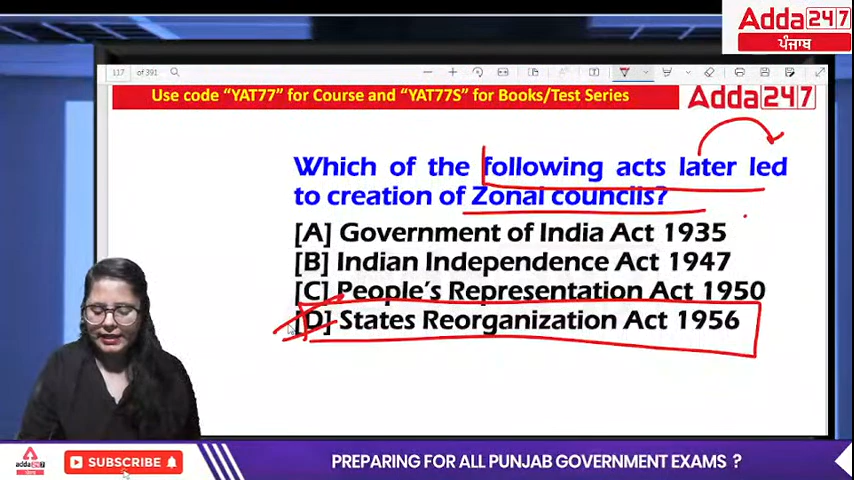 Adda247
ਪੰਜਾਬ
117 of 391
Use code "YAT77" for Course and "YAT77S" for Books/Test Series
Adda247
Which of the following acts later led
to creation of Zonal councils?
[A] Government of India Act 1935
[B] Indian Independence Act 1947
[C] People's Representation Act 1950
[D] States Reorganization Act 1956
adda247
ਪੰਜਾਬ
SUBSCRIBE
PREPARING FOR ALL PUNJAB GOVERNMENT EXAMS ?